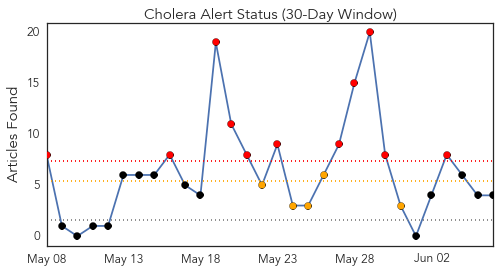 Cholera Alert Status (30-Day Window)
Articles Found
20
15
10
5
0
May 08
May 13
May 18
May 23
May 28
Jun 02